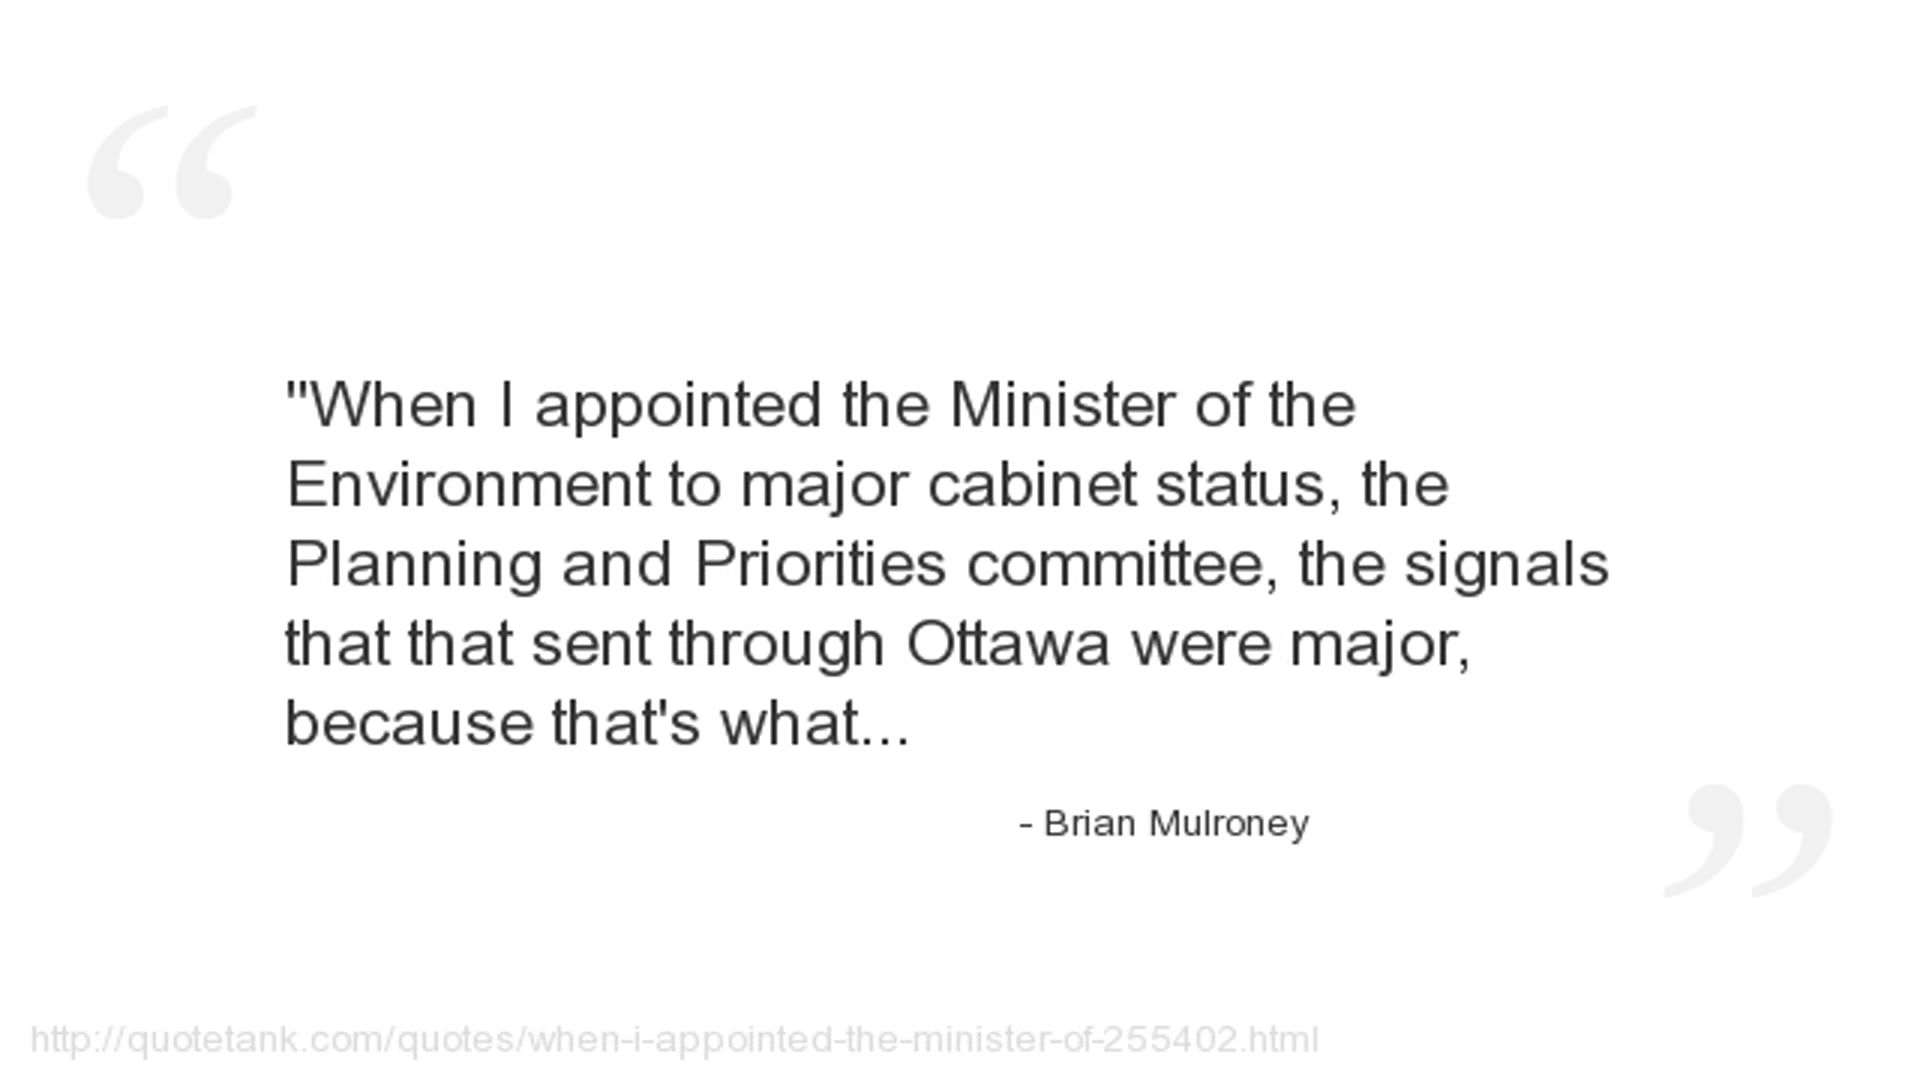 "When I appointed the Minister of the
Environment to major cabinet status, the
Planning and Priorities committee, the signals
that that sent through Ottawa were major,
because that's what...
- Brian Mulroney
http://quotetank.com/quotes/when-i-appointed-the-minister-of-255402.html